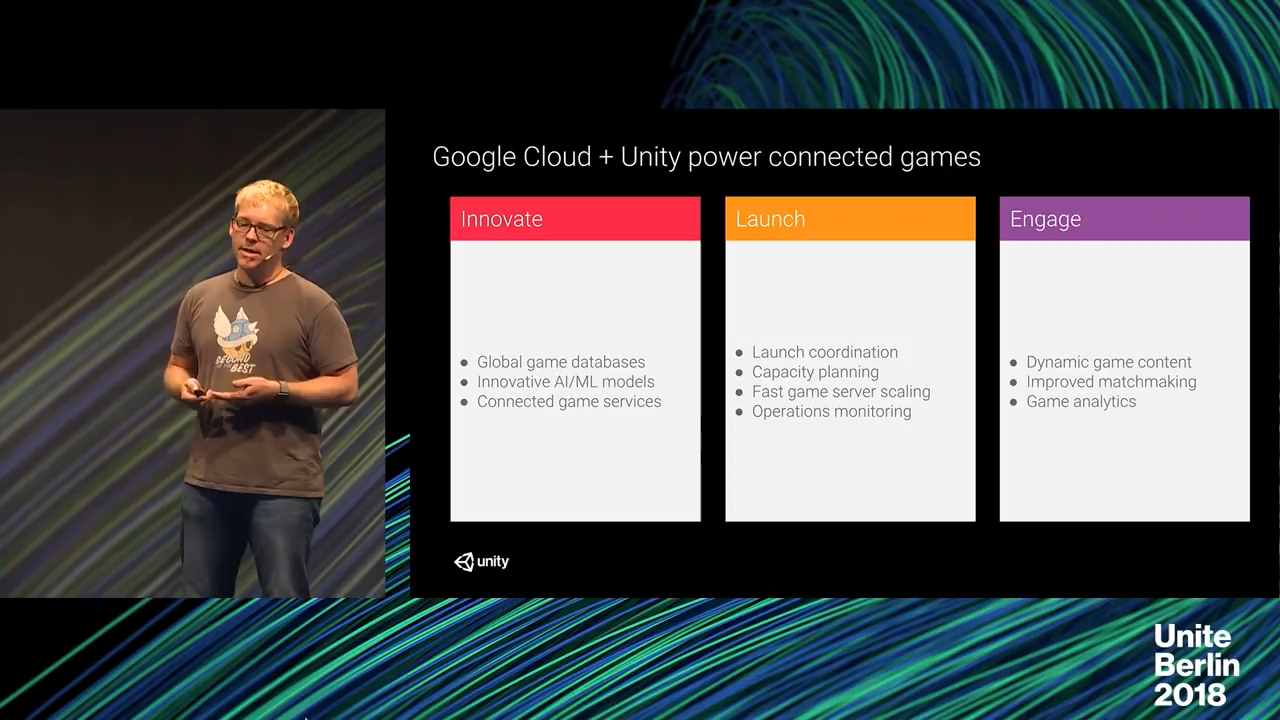 Google Cloud + Unity power connected games
Innovate
● Global game databases
● Innovative AI/ML models
● Connected game services
Launch
● Launch coordination
● Capacity planning
● Fast game server scaling
● Operations monitoring
Engage
● Dynamic game content
● Improved matchmaking
● Game analytics
SECOND
BEST
unity
Unite
Berlin
2018